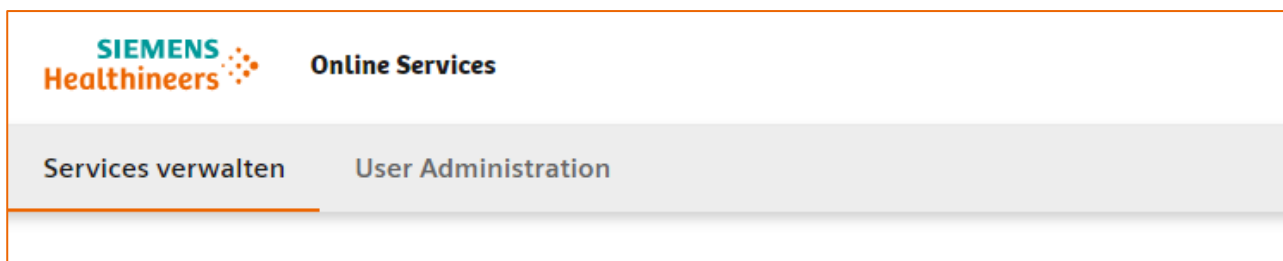 SIEMENS
Healthineers
Online Services
Services verwalten
User Administration